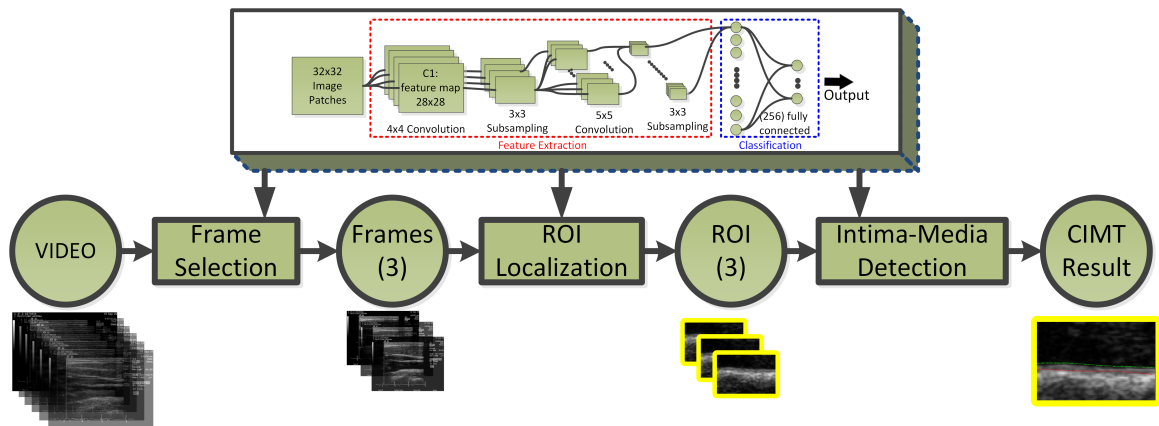 32x32
Image
Patches
C1:
feature map
28x28
4x4 Convolution
3x3
Subsampling
5x5
Convolution
3x3
Subsampling
Feature Extraction
(256) fully
connected
Classification
Output
VIDEO
Frame
Selection
Frames
(3)
ROI
Localization
ROI
(3)
Intima-Media
Detection
CIMT
Result